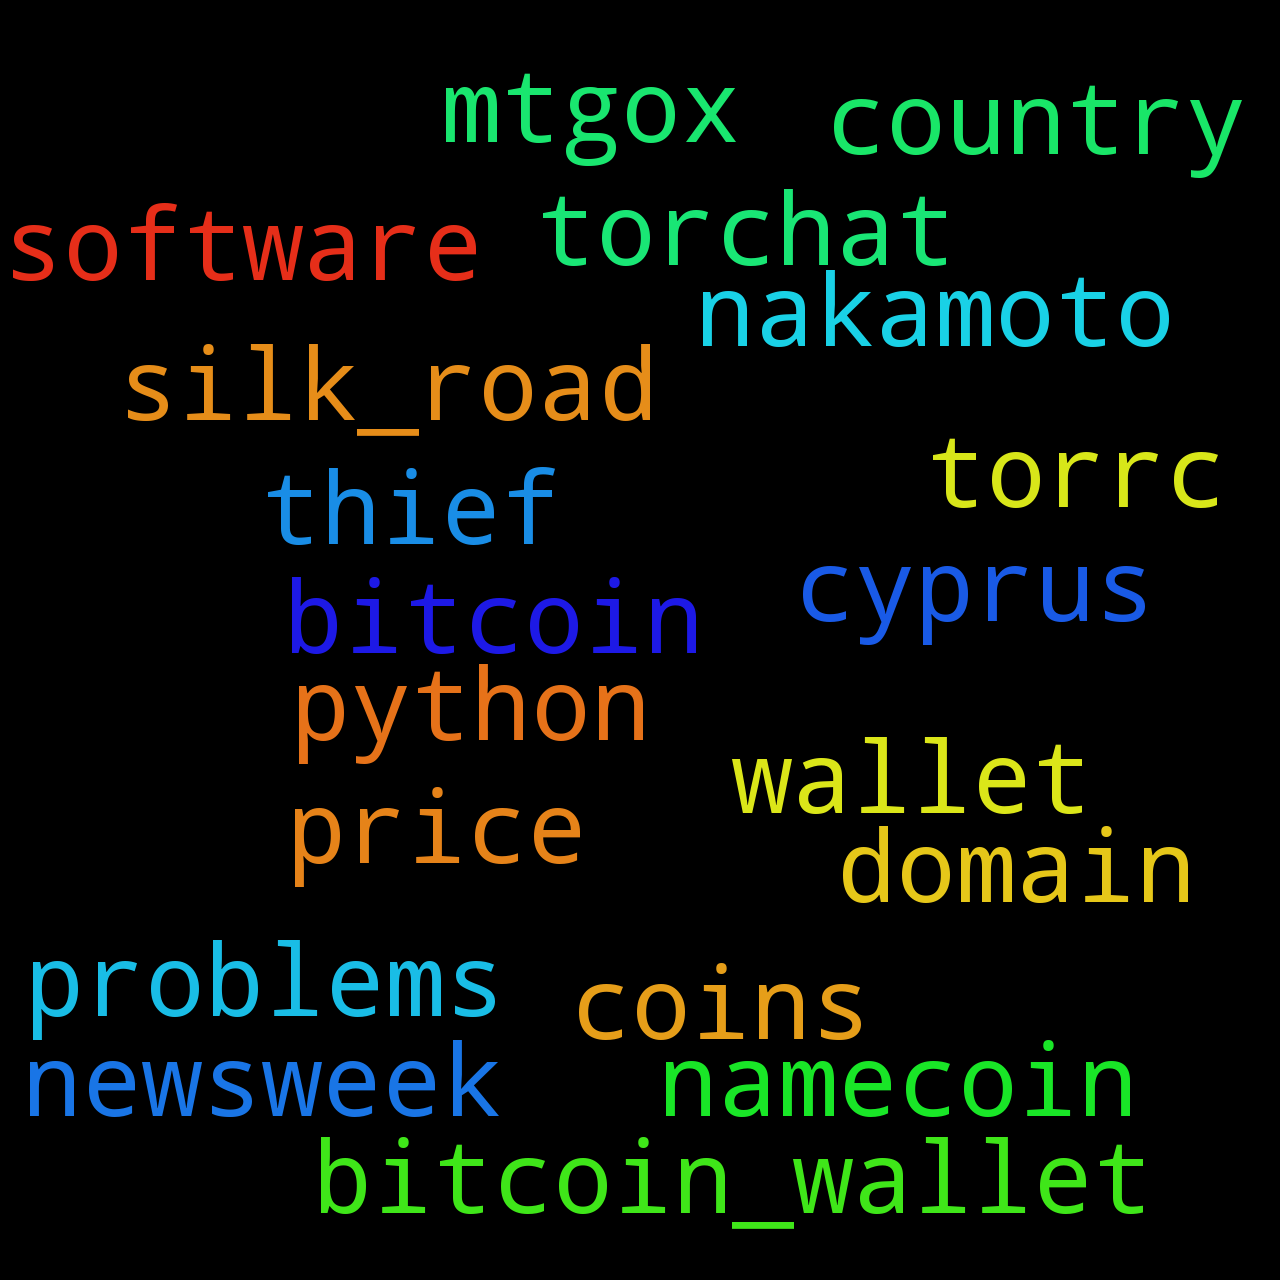 mtgox country
software torchat
nakamoto
silk_road
torrc
thief
cyprus
bitcoin
python
wallet
price
domain
problems coins
newsweek namecoin
bitcoin_wallet